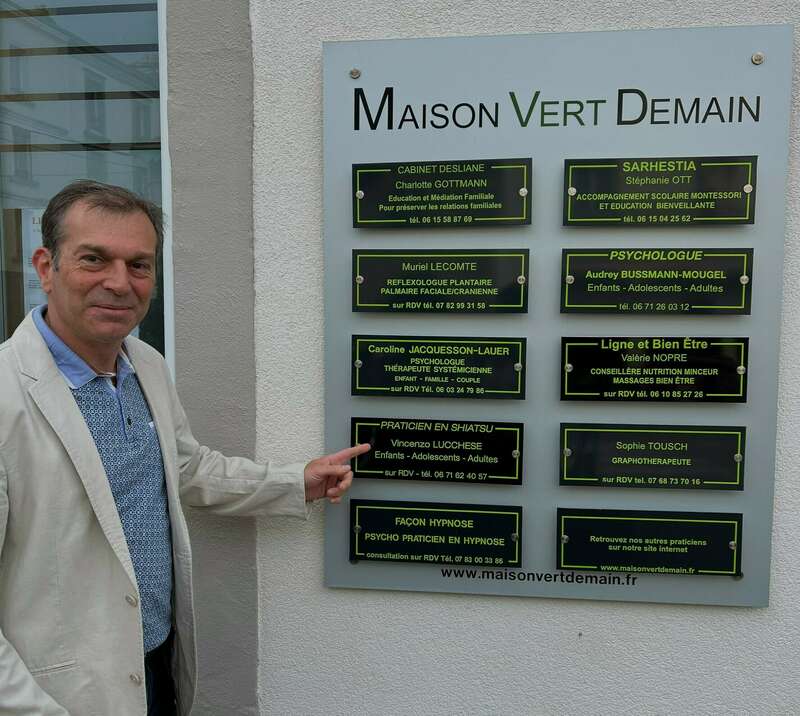 MAISON VERT DEMAIN
CABINET DESLIANE
Charlotte GOTTMANN
Education et Médiation Familiale
Pour préserver les relations familiales
tél. 06 15 58 87 69
SARHESTIA
Stéphanie OTT
ACCOMPAGNEMENT SCOLAIRE MONTESSORI
ET EDUCATION BIENVEILLANTE
tél. 06 15 04 25 62
Muriel LECOMTE
REFLEXOLOGUE PLANTAIRE
PALMAIRE FACIALE/CRANIENNE
sur RDV tél. 07 82 99 31 58
PSYCHOLOGUE
Audrey BUSSMANN-MOUGEL
Enfants - Adolescents - Adultes
tél. 06 71 26 03 12
Caroline JACQUESSON-LAUER
PSYCHOLOGUE
THÉRAPEUTE SYSTÉMICIENNE
ENFANT - FAMILLE - COUPLE
sur RDV Tél. 06 03 24 79 86
Ligne et Bien Être
Valèrie NOPRE
CONSEILLÈRE NUTRITION MINCEUR
MASSAGES BIEN ÊTRE
sur RDV tél. 06 10 85 27 26
PRATICIEN EN SHIATSU
Vincenzo LUCCHESE
Enfants - Adolescents - Adultes
sur RDV - tél. 06 71 62 40 57
Sophie TOUSCH
GRAPHOTHERAPEUTE
sur RDV tel. 07 68 73 70 16
FAÇON HYPNOSE
PSYCHO PRATICIEN EN HYPNOSE
consultation sur RDV Tél. 07 83 00 33 86
Retrouvez nos autres praticiens
sur notre site internet
www.maisonvertdemain.fr
www.maisonvertdemain.fr